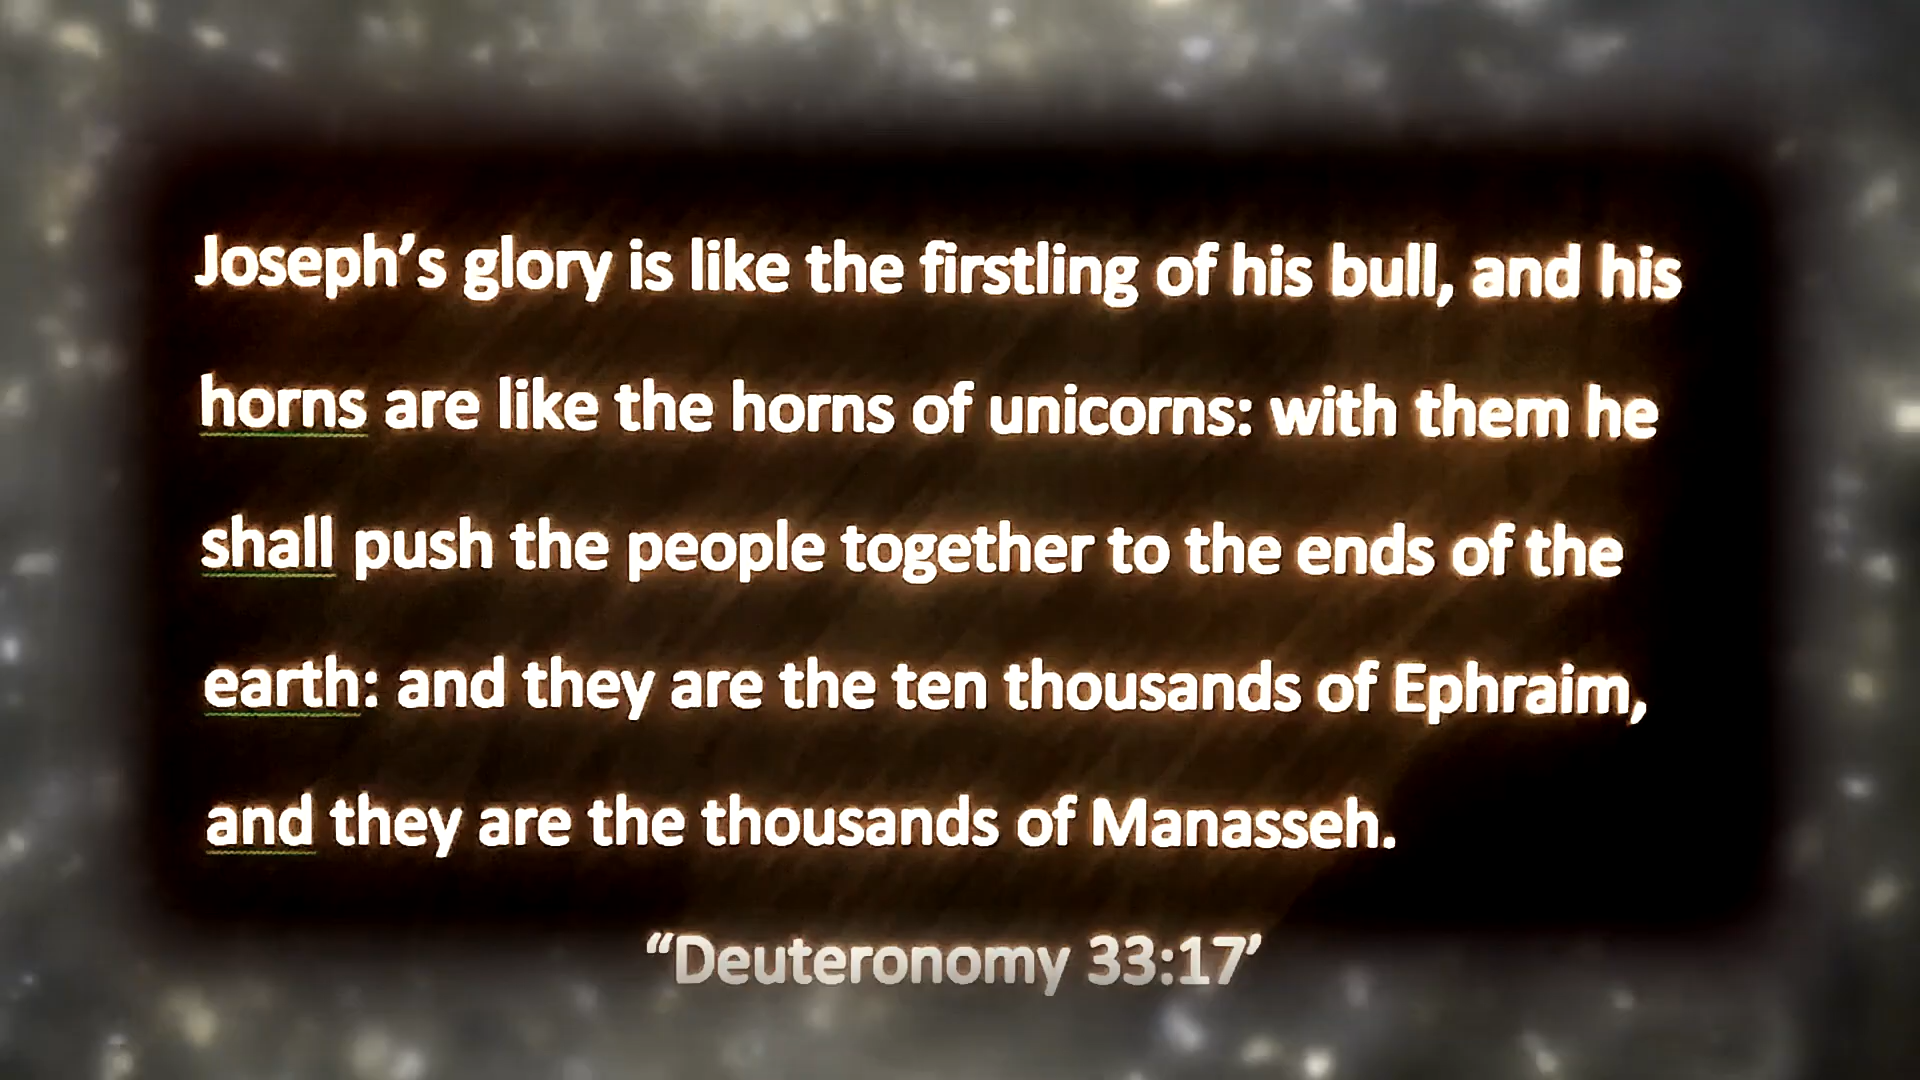 Joseph’s glory is like the firstling of his bull, and his
horns are like the horns of unicorns: with them he
shall push the people together to the ends of the
earth: and they are the ten thousands of Ephraim,
and they are the thousands of Manasseh.
“Deuteronomy 33:17’